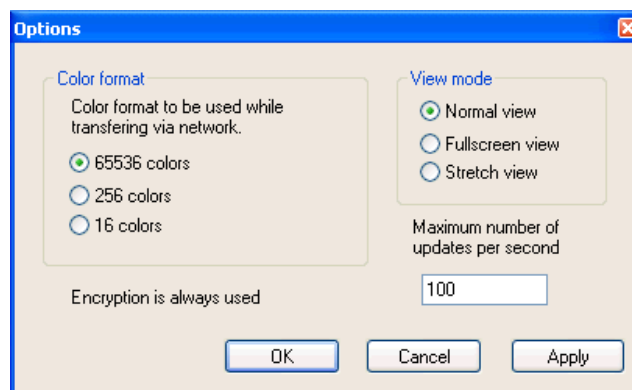 Options
Color format
Color format to be used while
transfering via network.
65536 colors
256 colors
16 colors
Encryption is always used
View mode
Normal view
Fullscreen view
Stretch view
Maximum number of
updates per second
100
OK
Cancel
Apply